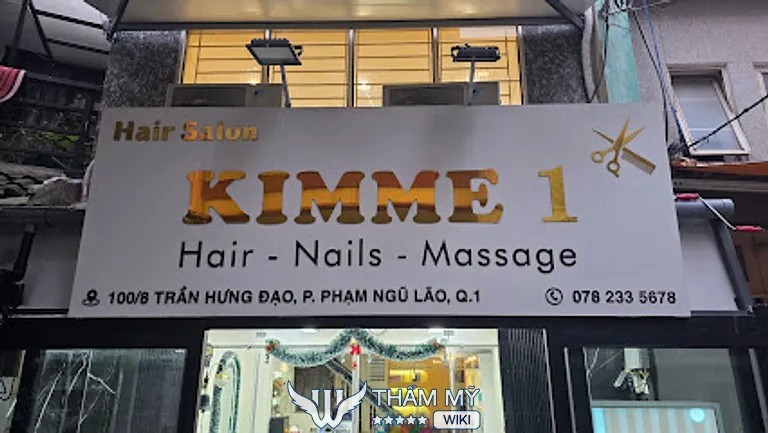 Hair Salon
KIMME 1
Hair - Nails - Massage
100/8 TRẦN HƯNG ĐẠO, P. PHẠM NGŨ LÃO, Q.1
078 233 5678
THẨM MỸ
WIKI